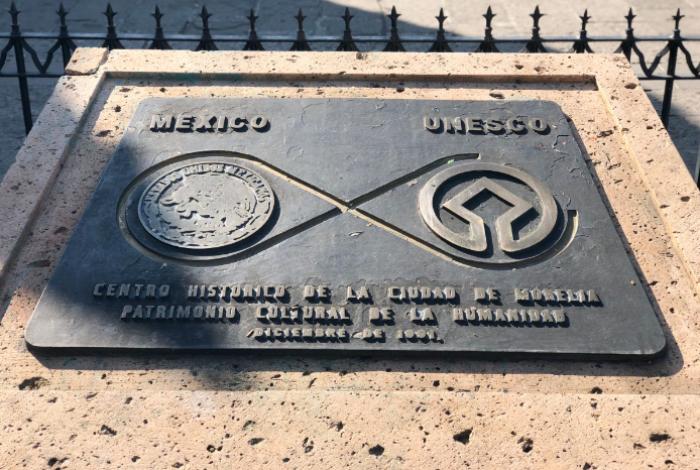 MEXICO UNESCO
CENTRO HISTORICO DE LA CIUDAD DE MORELIA
PATRIMONIO CULTURAL DE LA HUMANIDAD
DICIEMBRE DE 1991.